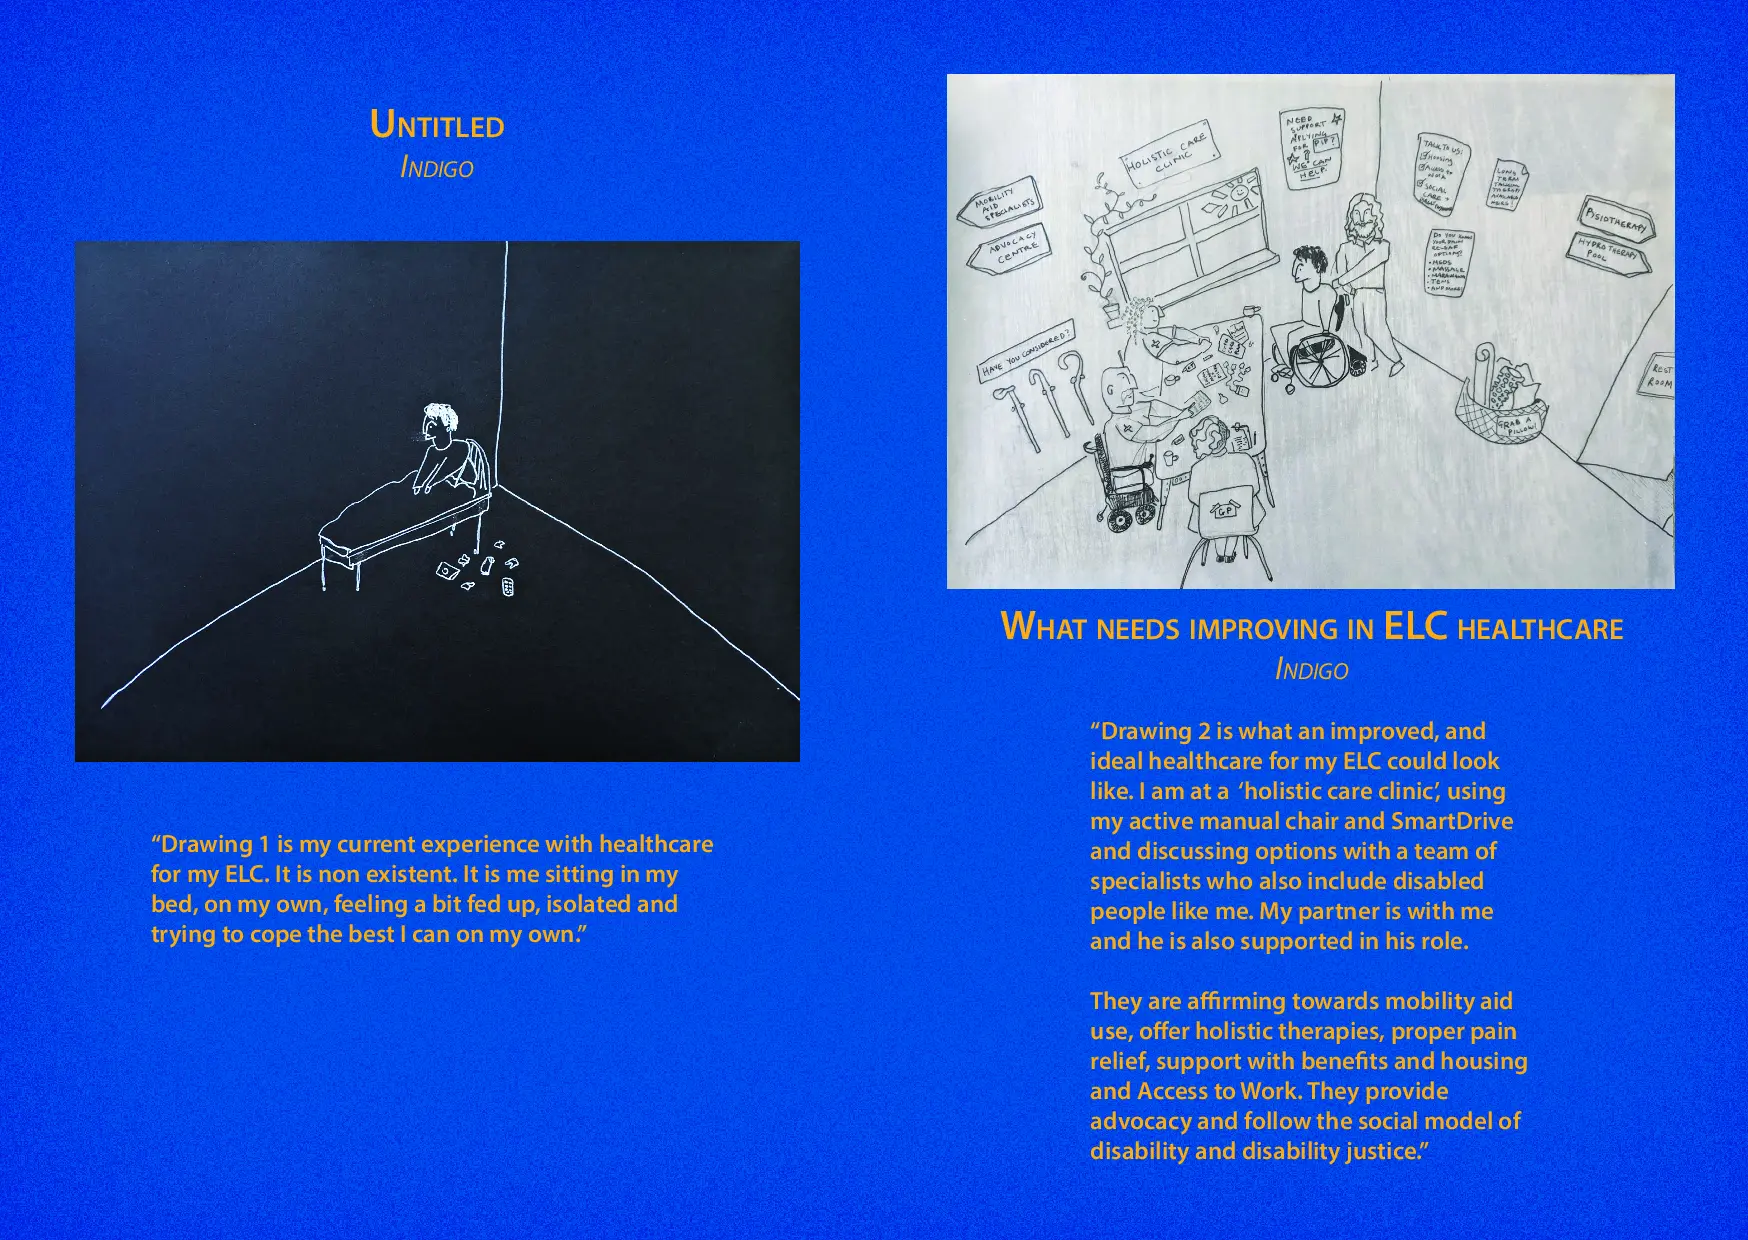 Untitled
Indigo
“Drawing 1 is my current experience with healthcare
for my ELC. It is non existent. It is me sitting in my
bed, on my own, feeling a bit fed up, isolated and
trying to cope the best I can on my own.”
HOLISTIC CARE
CLINIC
NEED
SUPPORT
APLYING
FOR PIP?
WE CAN
HELP.
TALK TO US:
HOUSING
ACCESS TO
WORK
SOCIAL
CARE +
LONG
TERM
TALKING
THERAPY
AVAILABLE
HERE!
MOBILITY
AID
SPECIALISTS
ADVOCACY
CENTRE
PISIOTHERAPY
HYDROTHERAPY
POOL
DO YOU KNOW
YOUR PAIN
RELIEF
OPTIONS?
• MEDS
• MASSAGE
• MARIJUANA
• TENS
• AND MORE!
HAVE YOU CONSIDERED?
REST
ROOM
GRAB A
PILLOW!
GP
What needs improving in ELC healthcare
Indigo
“Drawing 2 is what an improved, and
ideal healthcare for my ELC could look
like. I am at a ‘holistic care clinic’, using
my active manual chair and SmartDrive
and discussing options with a team of
specialists who also include disabled
people like me. My partner is with me
and he is also supported in his role.
They are affirming towards mobility aid
use, offer holistic therapies, proper pain
relief, support with benefits and housing
and Access to Work. They provide
advocacy and follow the social model of
disability and disability justice.”